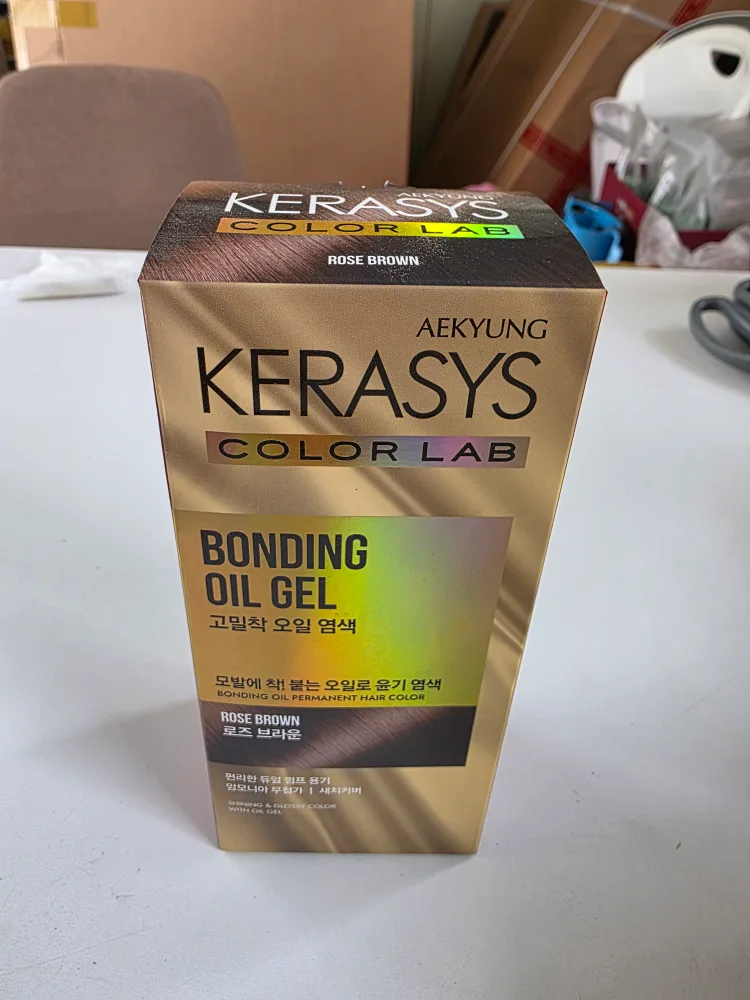 AEKYUNG
KERASYS
COLOR LAB
ROSE BROWN
AEKYUNG
KERASYS
COLOR LAB
BONDING
OIL GEL
고밀착 오일 염색
모발에 착! 붙는 오일로 윤기 염색
BONDING OIL PERMANENT HAIR COLOR
ROSE BROWN
로즈 브라운
편리한 듀얼 펌프 용기
암모니아 무첨가 | 새치커버
SHINING & GLOSSY COLOR
WITH OIL GEL